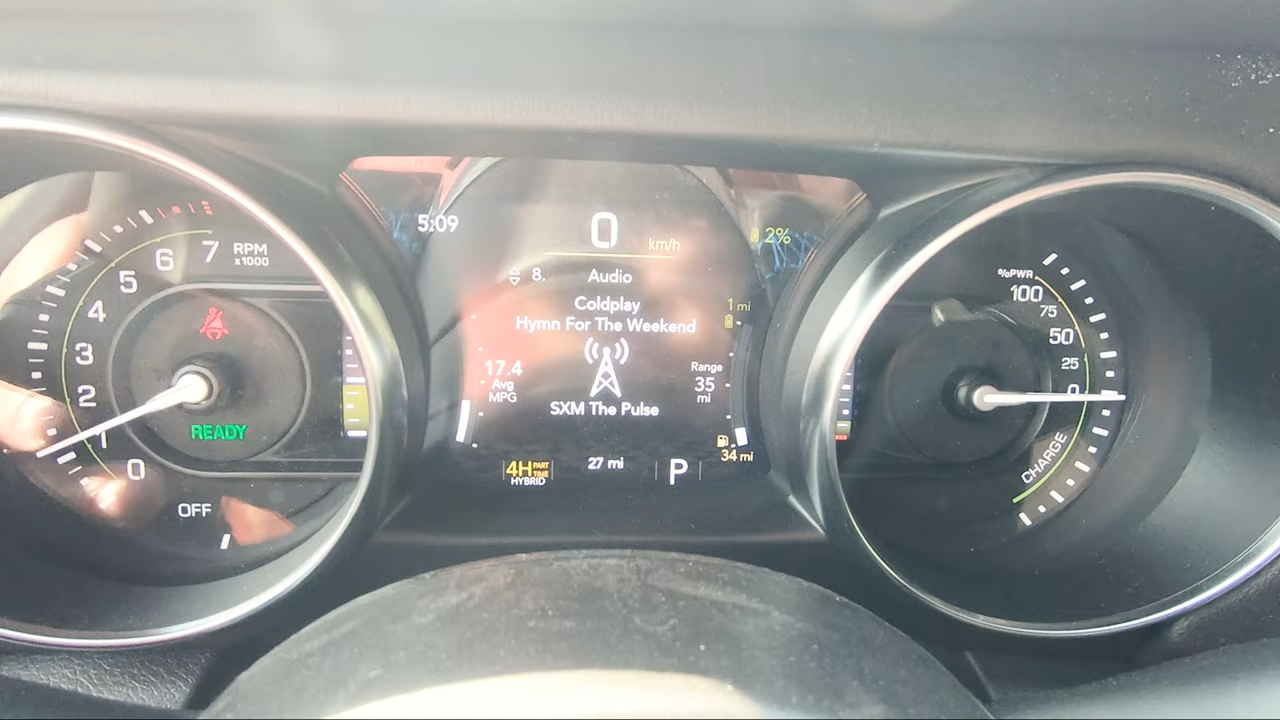 7
6
5
4
3
2
1
0
RPM
x1000
READY
OFF
5:09
0
km/h
2%
8.
Audio
Coldplay
Hymn For The Weekend
1 mi
17.4
Avg
MPG
Range
35
mi
SXM The Pulse
34 mi
4H PART TIME
HYBRID
27 mi
P
%PWR
100
75
50
25
0
CHARGE